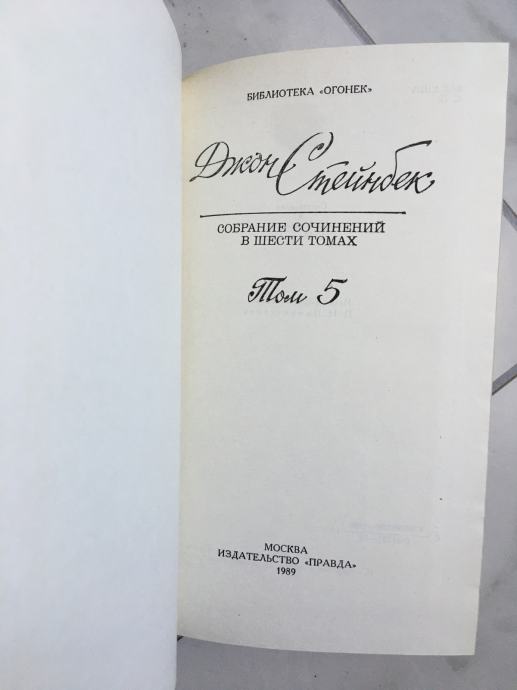 БИБЛИОТЕКА «ОГОНЕК»
Джон Стейнбек
СОБРАНИЕ СОЧИНЕНИЙ
В ШЕСТИ ТОМАХ
Том 5
МОСКВА
ИЗДАТЕЛЬСТВО «ПРАВДА»
1989